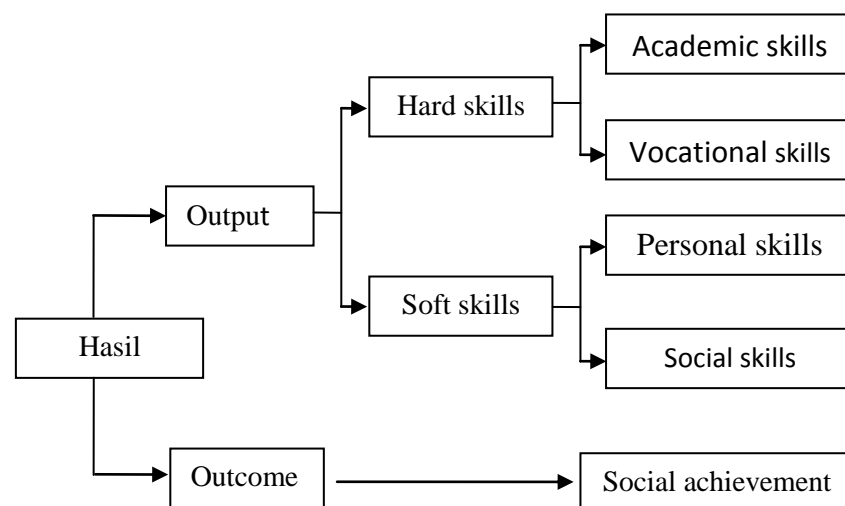 Academic skills
Hard skills
Vocational skills
Output
Personal skills
Soft skills
Hasil
Social skills
Outcome
Social achievement